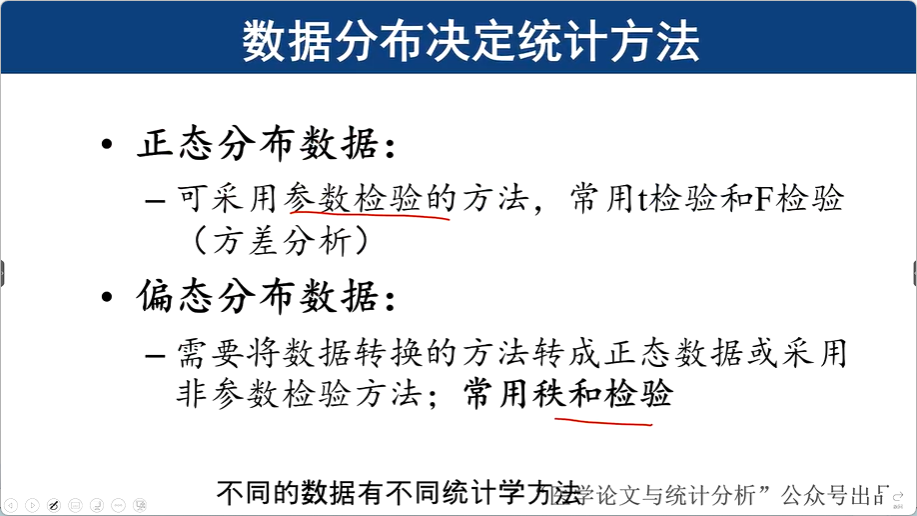 数据分布决定统计方法
• 正态分布数据：
–可采用参数检验的方法，常用t检验和F检验
（方差分析）
• 偏态分布数据：
–需要将数据转换的方法转成正态数据或采用
非参数检验方法；常用秩和检验
不同的数据有不同统计学方法
医学论文与统计分析”公众号出品